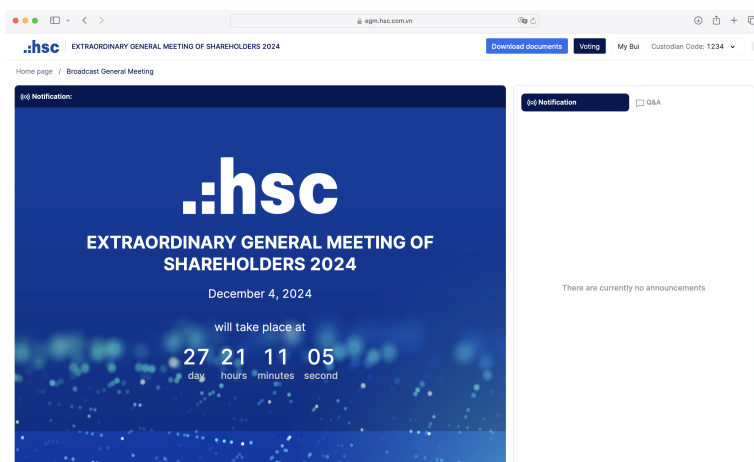 egm.hsc.com.vn
.:hsc EXTRAORDINARY GENERAL MEETING OF SHAREHOLDERS 2024
Download documents Voting My Bui Custodian Code: 1234
Home page / Broadcast General Meeting
Notification:
Notification Q&A
.:hsc
EXTRAORDINARY GENERAL MEETING OF
SHAREHOLDERS 2024
December 4, 2024
will take place at
27 21 11 05
day hours minutes second
There are currently no announcements